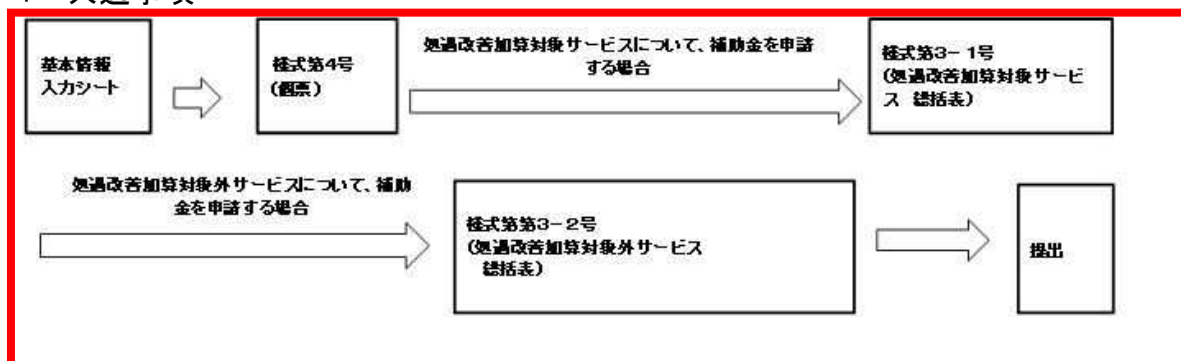 基本情報
入力シート
様式第4号
(個票)
処遇改善加算対象サービスについて、補助金を申請
する場合
様式第3-1号
(処遇改善加算対象サービ
ス 総括表)
処遇改善加算対象外サービスについて、補助
金を申請する場合
様式第第3-2号
(処遇改善加算対象外サービス
総括表)
提出